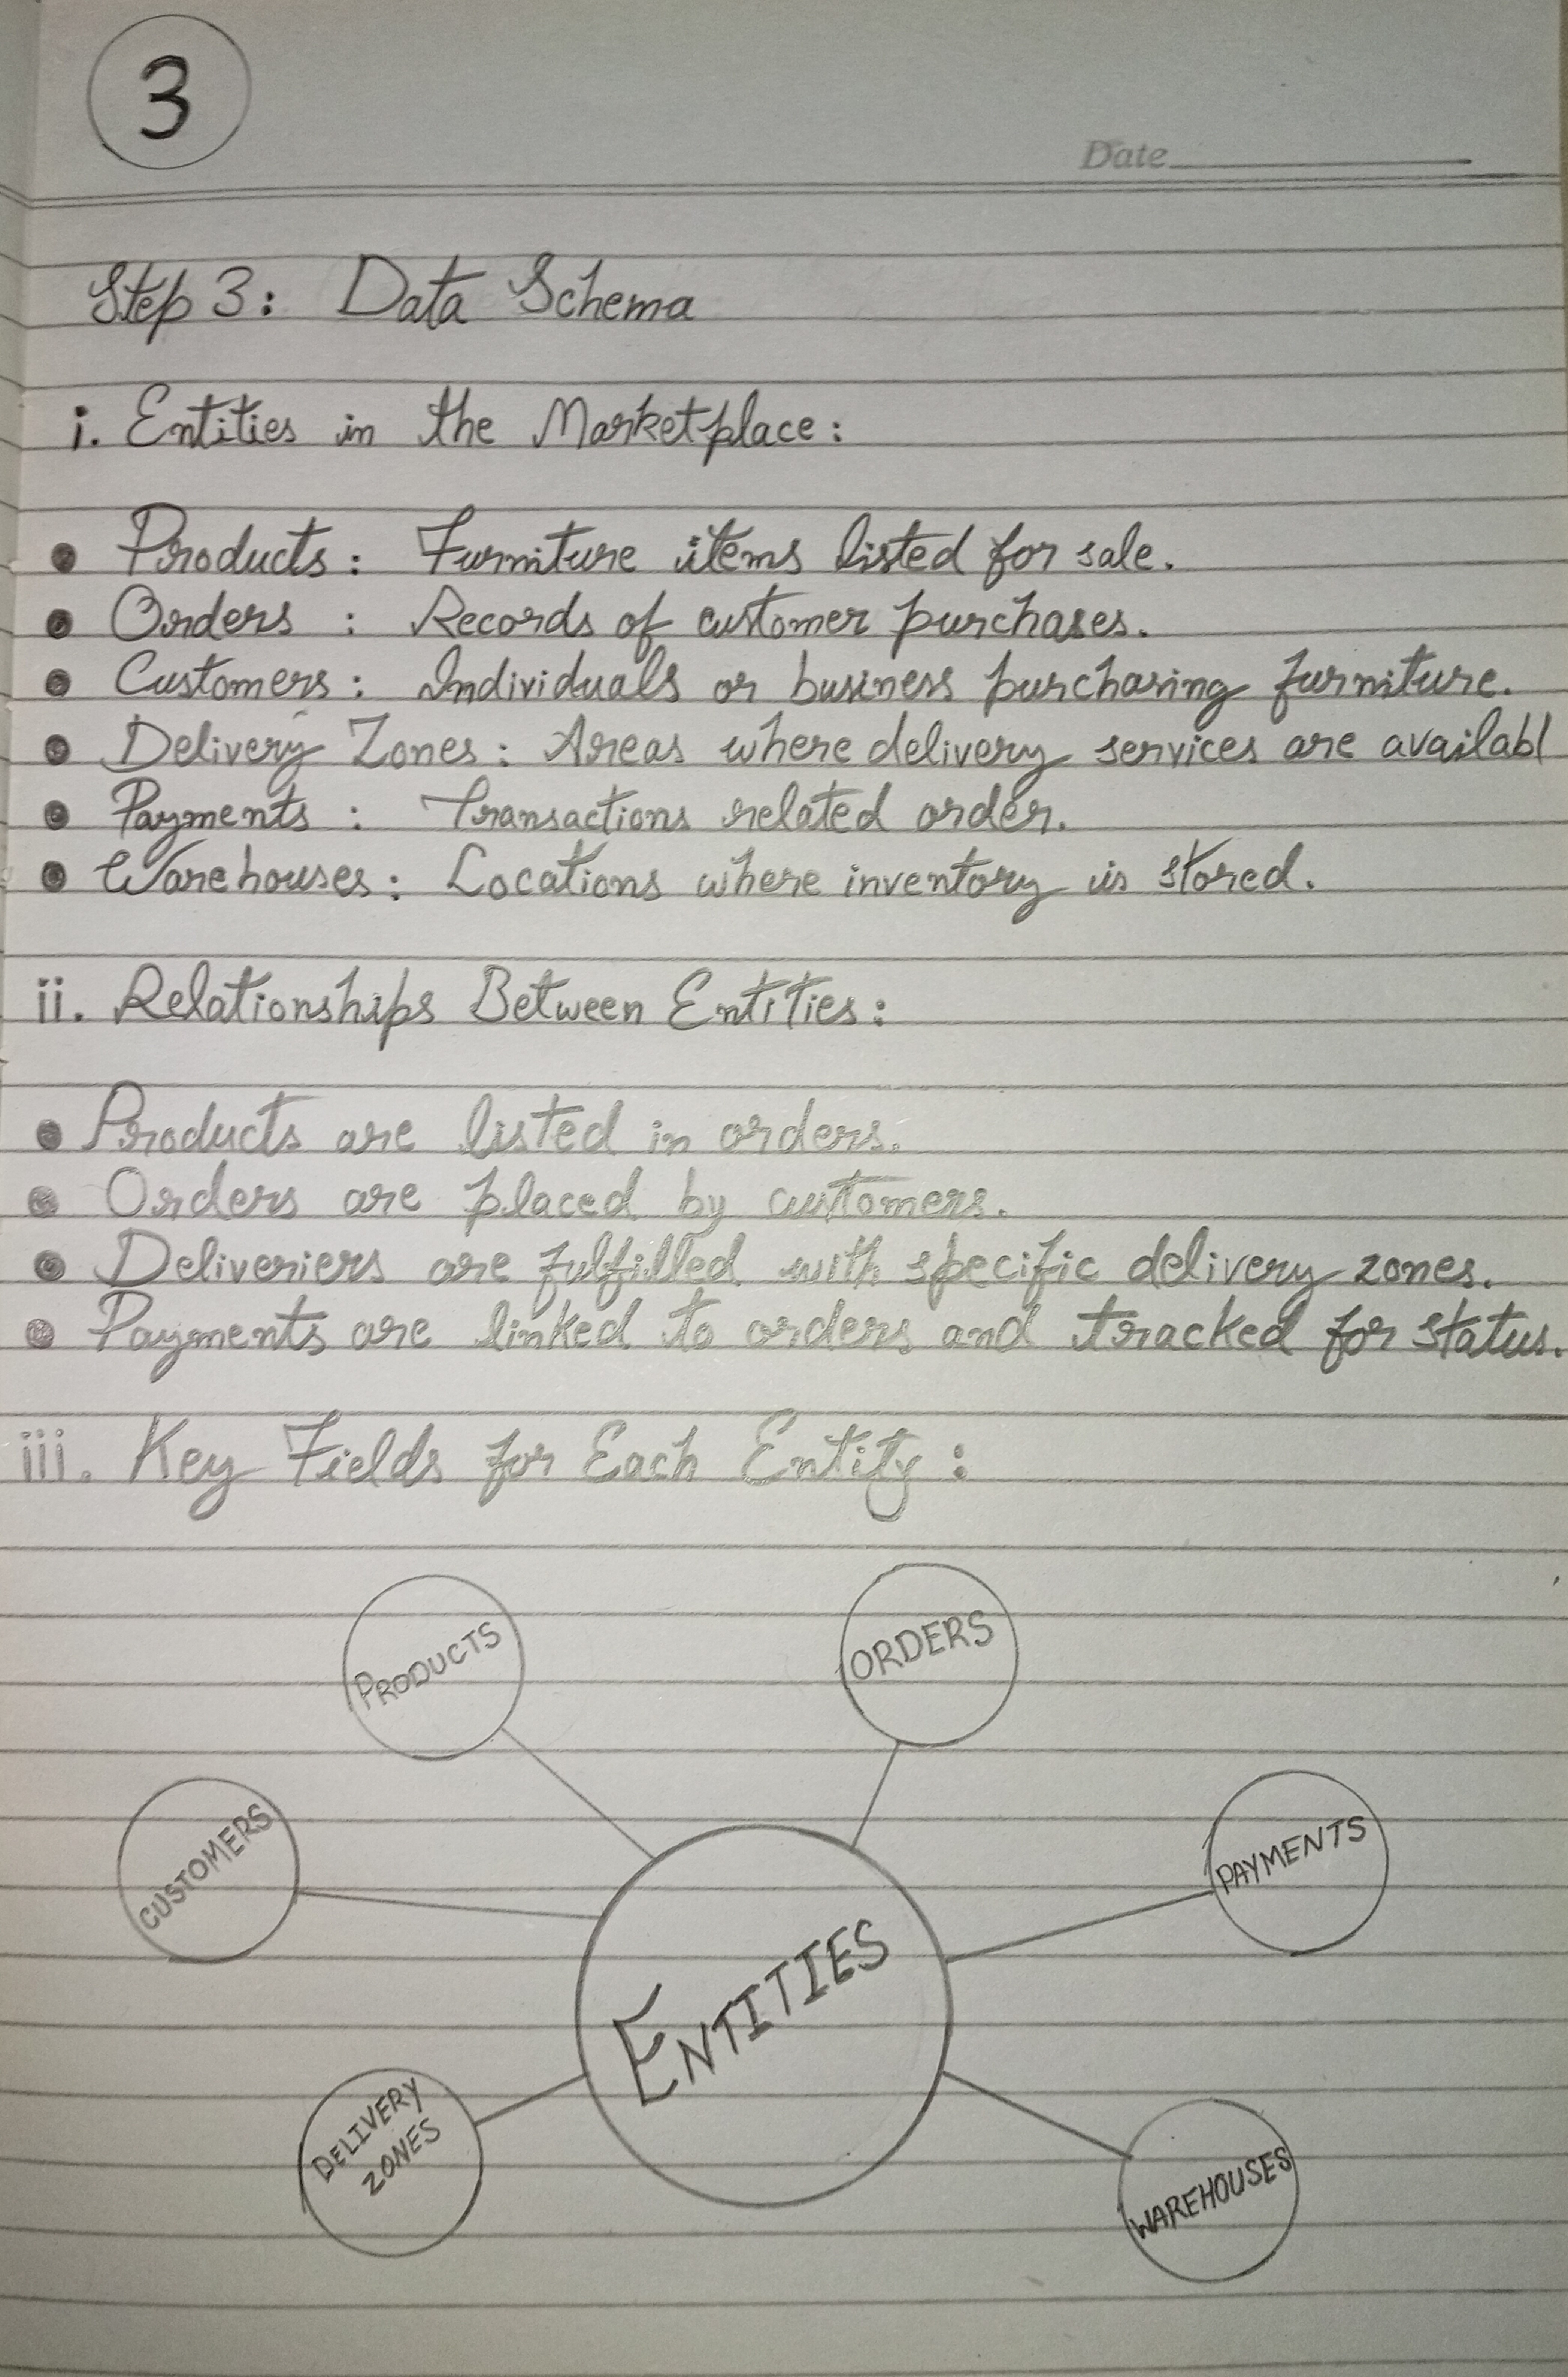 3
Date
Step 3: Data Schema
i. Entities in the Marketplace:
• Products: Furniture items listed for sale.
• Orders : Records of customer purchases.
• Customers: Individuals or business purchasing furniture.
• Delivery Zones: Areas where delivery services are availabl
• Payments : Transactions related order.
• Warehouses: Locations where inventory is stored.
ii. Relationships Between Entities:
• Products are listed in orders.
• Orders are placed by customers.
• Deliveriers are fulfilled with specific delivery zones.
• Payments are linked to orders and tracked for status.
iii. Key Fields for Each Entity:
PRODUCTS
ORDERS
CUSTOMERS
PAYMENTS
ENTITIES
DELIVERY
ZONES
WAREHOUSES